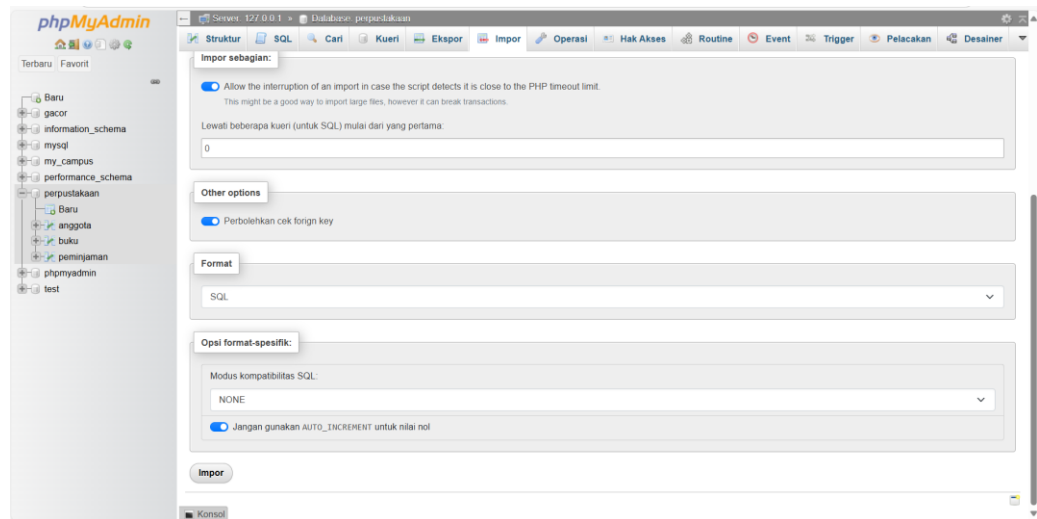 phpMyAdmin
Terbaru Favorit
Baru
gacor
information_schema
mysql
my_campus
performance_schema
perpustakaan
Baru
anggota
buku
peminjaman
phpmyadmin
test
Server: 127.0.0.1 » Database: perpustakaan
Struktur SQL Cari Kueri Ekspor Impor Operasi Hak Akses Routine Event Trigger Pelacakan Desainer
Impor sebagian:
Allow the interruption of an import in case the script detects it is close to the PHP timeout limit.
This might be a good way to import large files, however it can break transactions.
Lewati beberapa kueri (untuk SQL) mulai dari yang pertama:
0
Other options
Perbolehkan cek forign key
Format
SQL
Opsi format-spesifik:
Modus kompatibilitas SQL:
NONE
Jangan gunakan AUTO_INCREMENT untuk nilai nol
Impor
Konsol